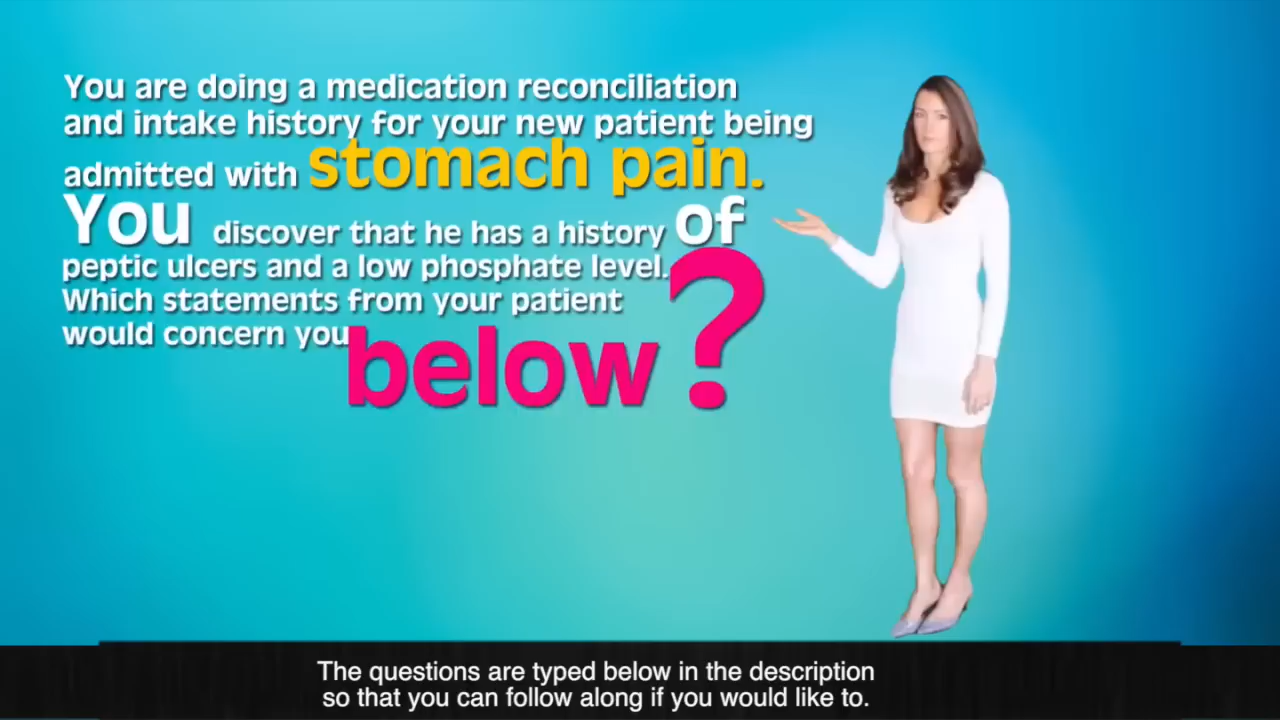 You are doing a medication reconciliation
and intake history for your new patient being
admitted with stomach pain.
You discover that he has a history of
peptic ulcers and a low phosphate level.
Which statements from your patient
would concern you below?
The questions are typed below in the description
so that you can follow along if you would like to.